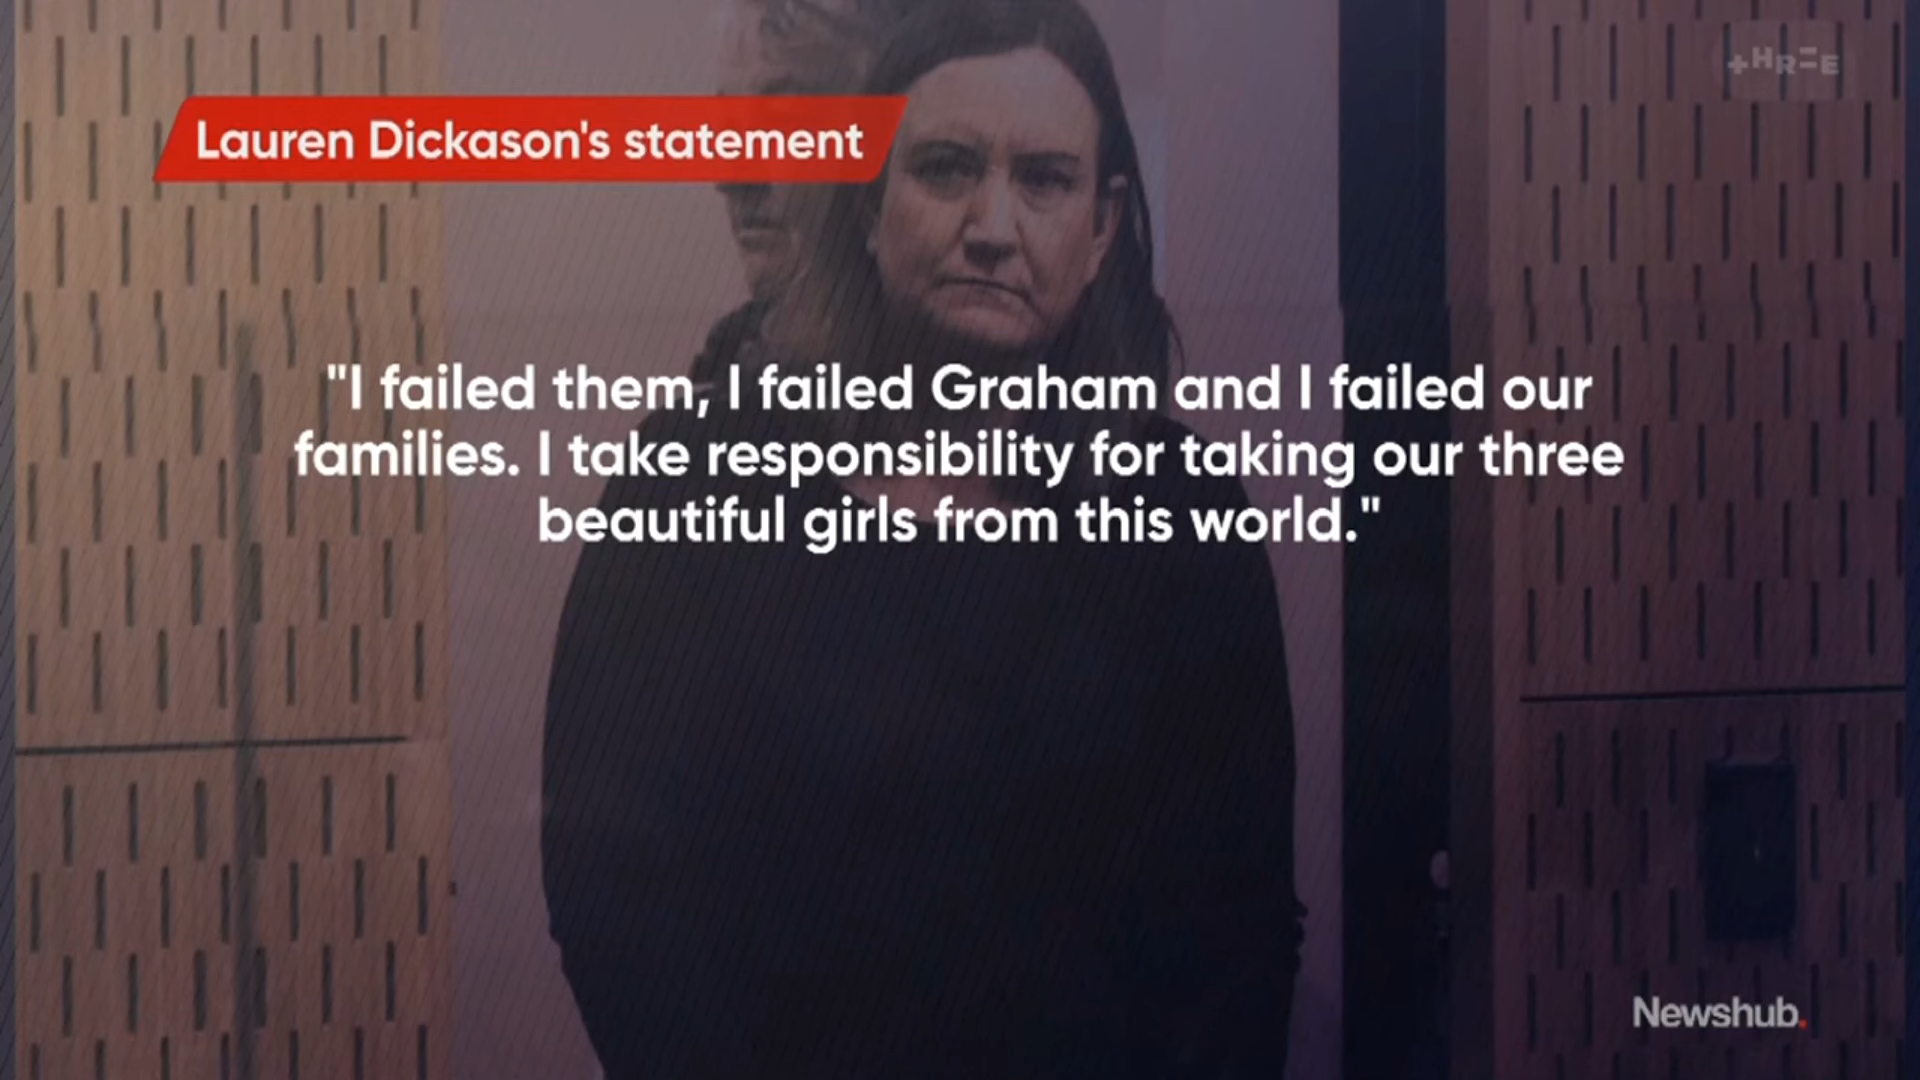 +HR=E
Lauren Dickason's statement
"I failed them, I failed Graham and I failed our
families. I take responsibility for taking our three
beautiful girls from this world."
Newshub.